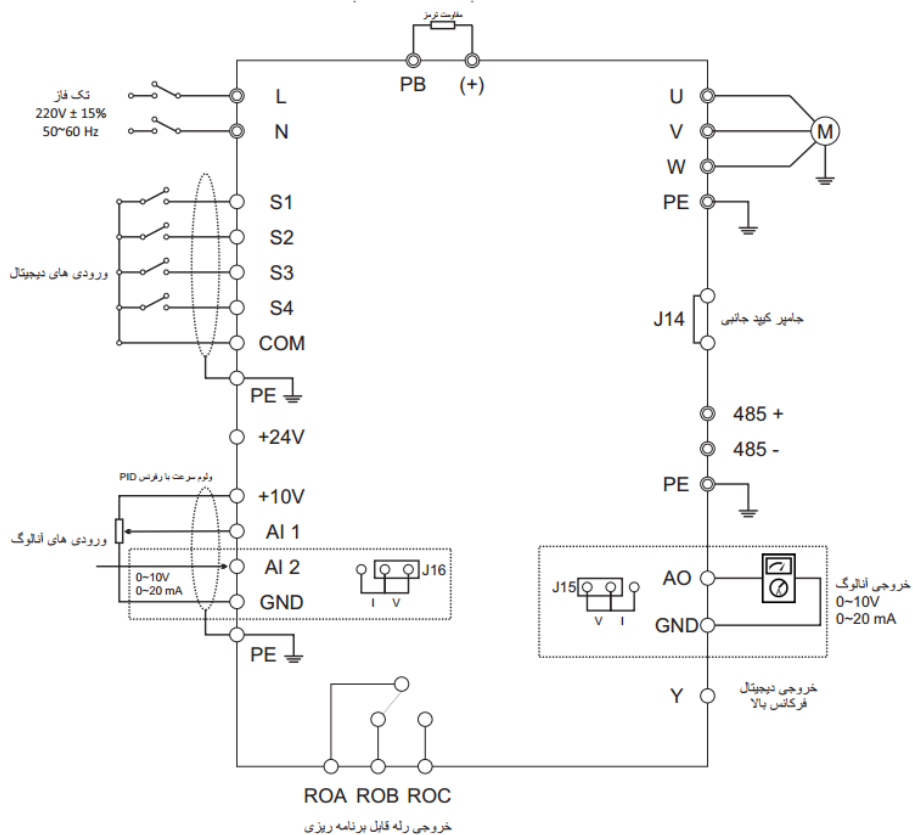 مقاومت ترمز
PB
(+)
تک فاز
220V ± 15%
50~60 Hz
L
N
U
V
W
M
PE
S1
S2
S3
S4
COM
ورودی های دیجیتال
PE
+24V
J14
جامپر کیپد جانبی
485 +
485 -
PE
ولوم سرعت یا رفرنس PID
+10V
AI 1
ورودی های آنالوگ
AI 2
0~10V
0~20 mA
GND
J16
I V
PE
J15
V I
AO
GND
خروجی آنالوگ
0~10V
0~20 mA
Y
خروجی دیجیتال
فرکانس بالا
ROA ROB ROC
خروجی رله قابل برنامه ریزی